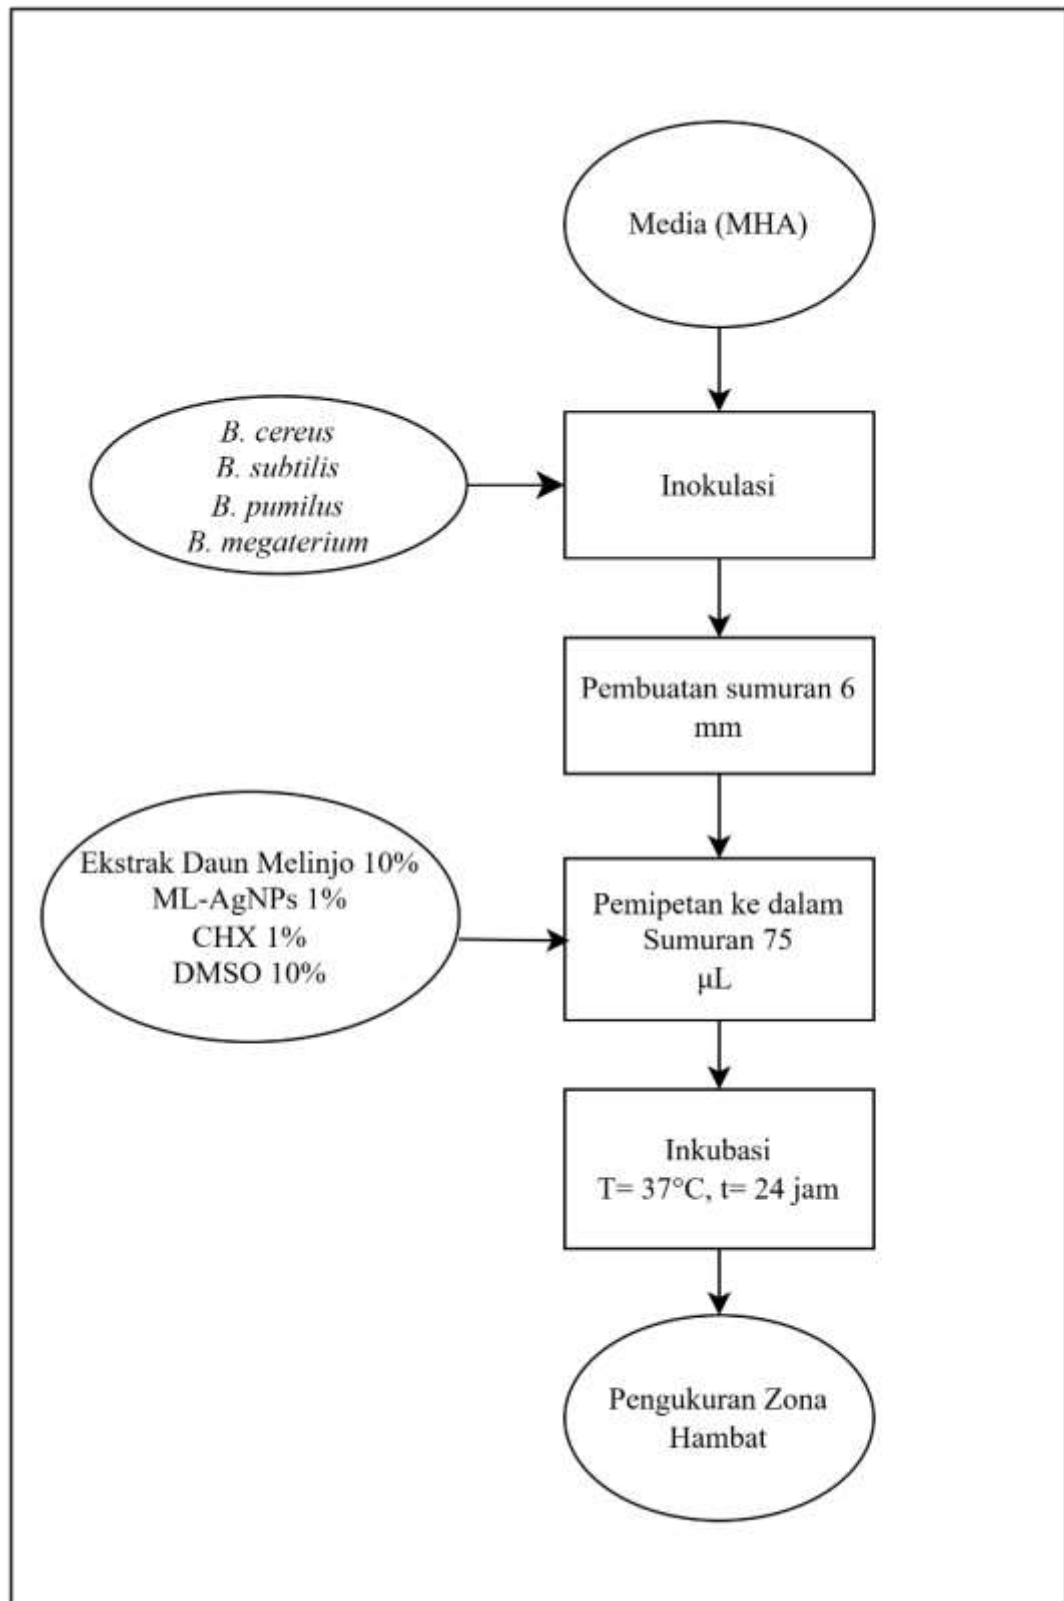 Media (MHA)
B. cereus
B. subtilis
B. pumilus
B. megaterium
Inokulasi
Pembuatan sumuran 6
mm
Ekstrak Daun Melinjo 10%
ML-AgNPs 1%
CHX 1%
DMSO 10%
Pemipetan ke dalam
Sumuran 75
μL
Inkubasi
T= 37°C, t= 24 jam
Pengukuran Zona
Hambat